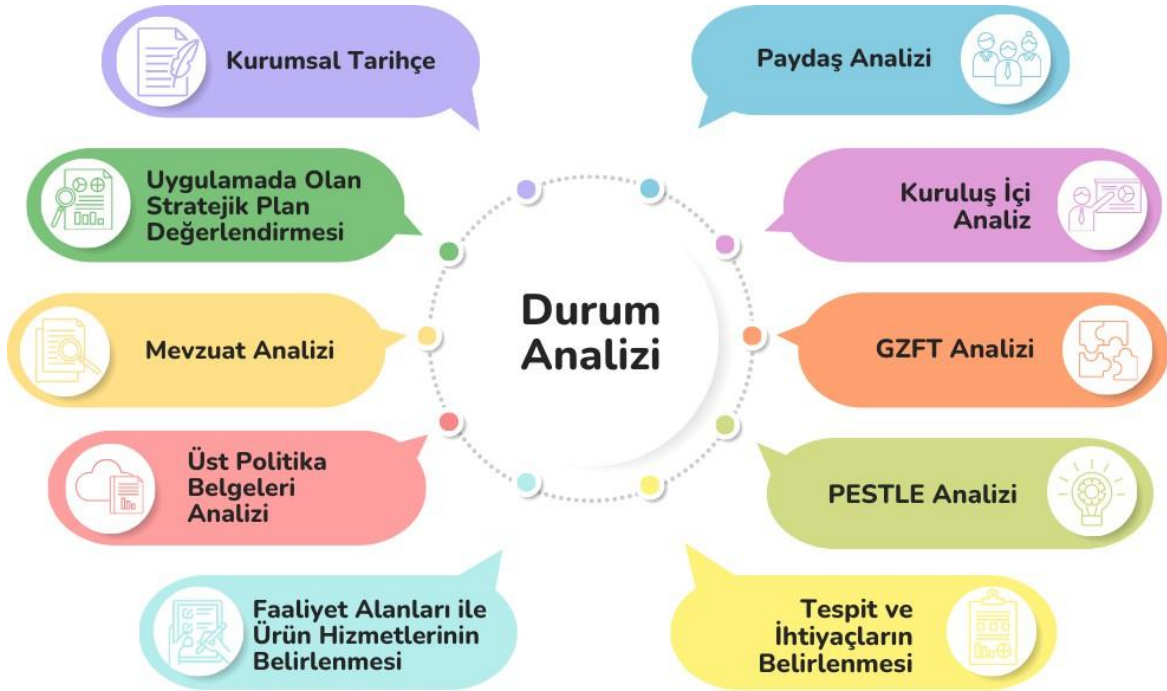 Kurumsal Tarihçe
Uygulamada Olan
Stratejik Plan
Değerlendirmesi
Mevzuat Analizi
Üst Politika
Belgeleri
Analizi
Faaliyet Alanları ile
Ürün Hizmetlerinin
Belirlenmesi
Durum
Analizi
Paydaş Analizi
Kuruluş İçi
Analiz
GZFT Analizi
PESTLE Analizi
Tespit ve
İhtiyaçların
Belirlenmesi